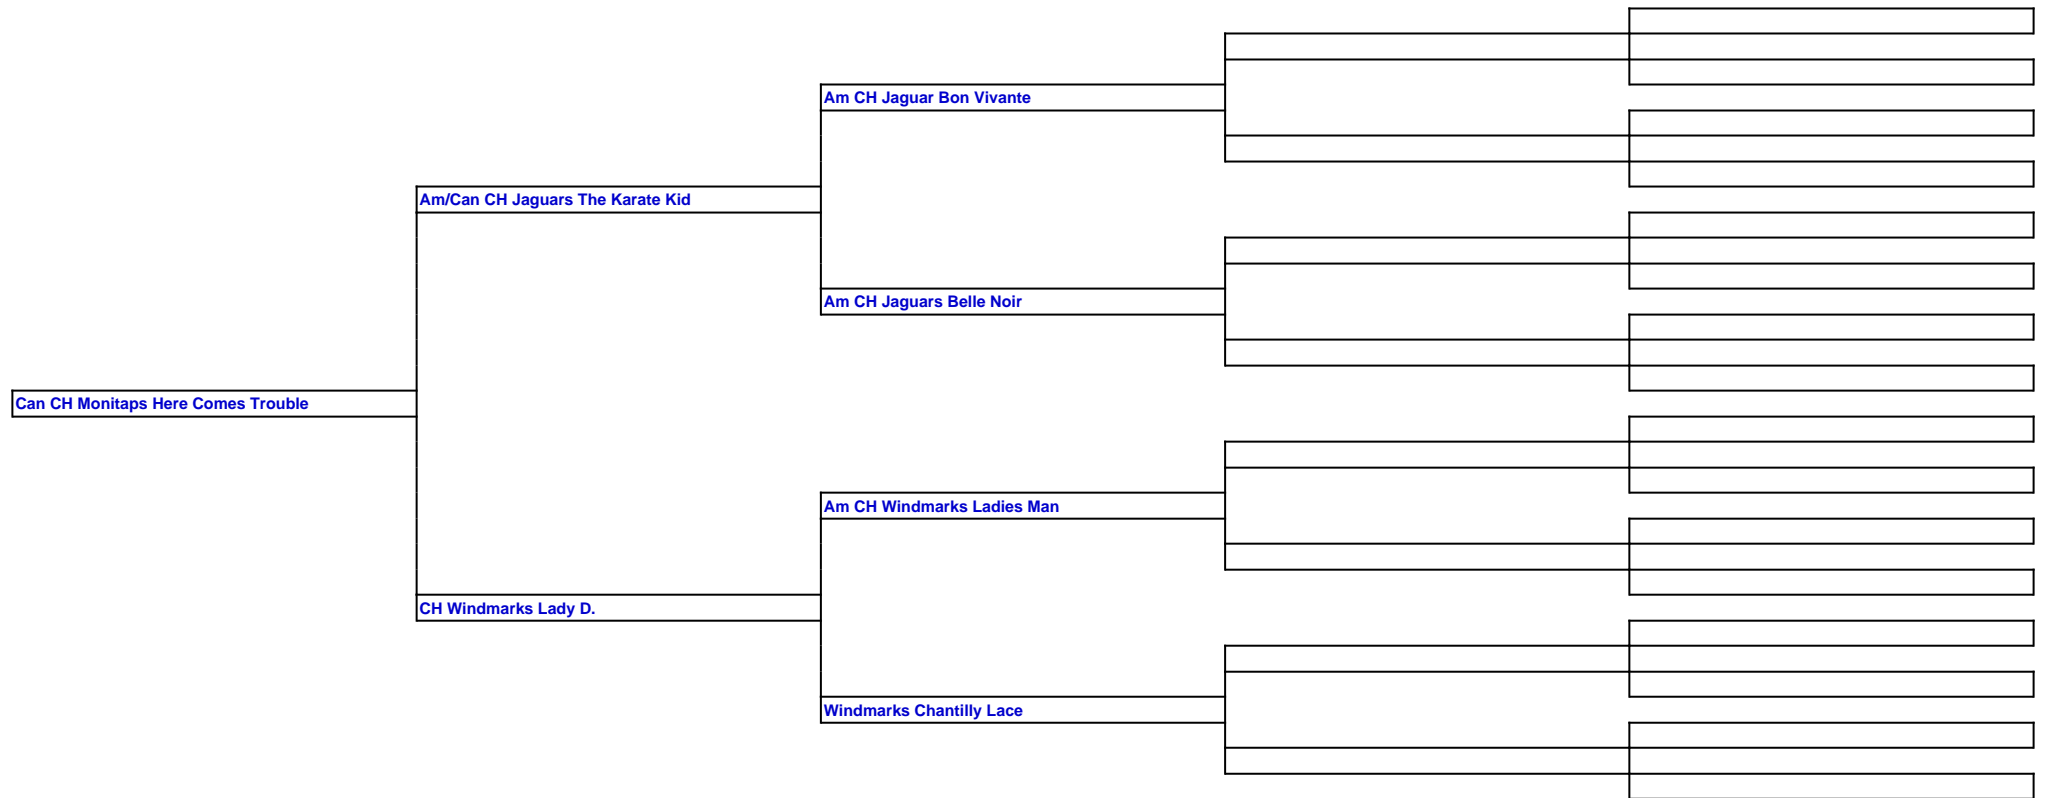 Am CH Jaguar Bon Vivante
Am/Can CH Jaguars The Karate Kid
Am CH Jaguars Belle Noir
Can CH Monitaps Here Comes Trouble
Am CH Windmarks Ladies Man
CH Windmarks Lady D.
Windmarks Chantilly Lace